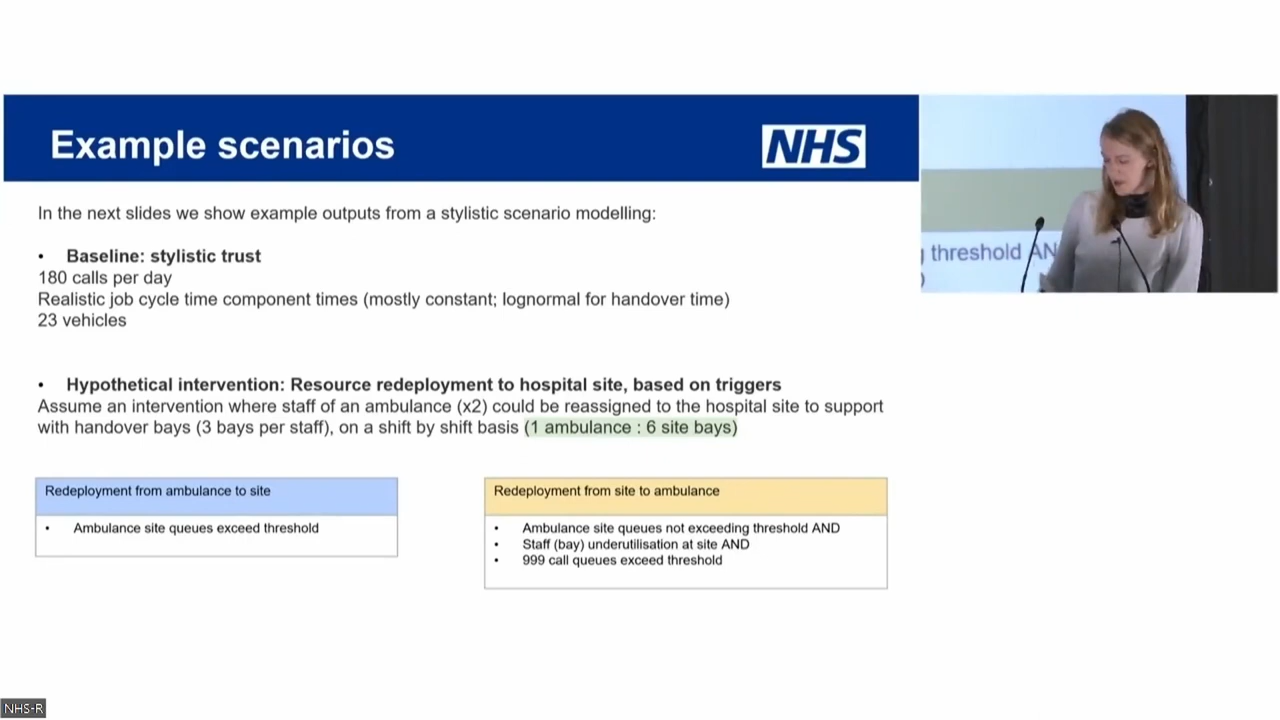 Example scenarios
NHS
In the next slides we show example outputs from a stylistic scenario modelling:
• Baseline: stylistic trust
180 calls per day
Realistic job cycle time component times (mostly constant; lognormal for handover time)
23 vehicles
• Hypothetical intervention: Resource redeployment to hospital site, based on triggers
Assume an intervention where staff of an ambulance (x2) could be reassigned to the hospital site to support
with handover bays (3 bays per staff), on a shift by shift basis (1 ambulance : 6 site bays)
Redeployment from ambulance to site
• Ambulance site queues exceed threshold
Redeployment from site to ambulance
• Ambulance site queues not exceeding threshold AND
• Staff (bay) underutilisation at site AND
• 999 call queues exceed threshold
threshold AN
NHS-R